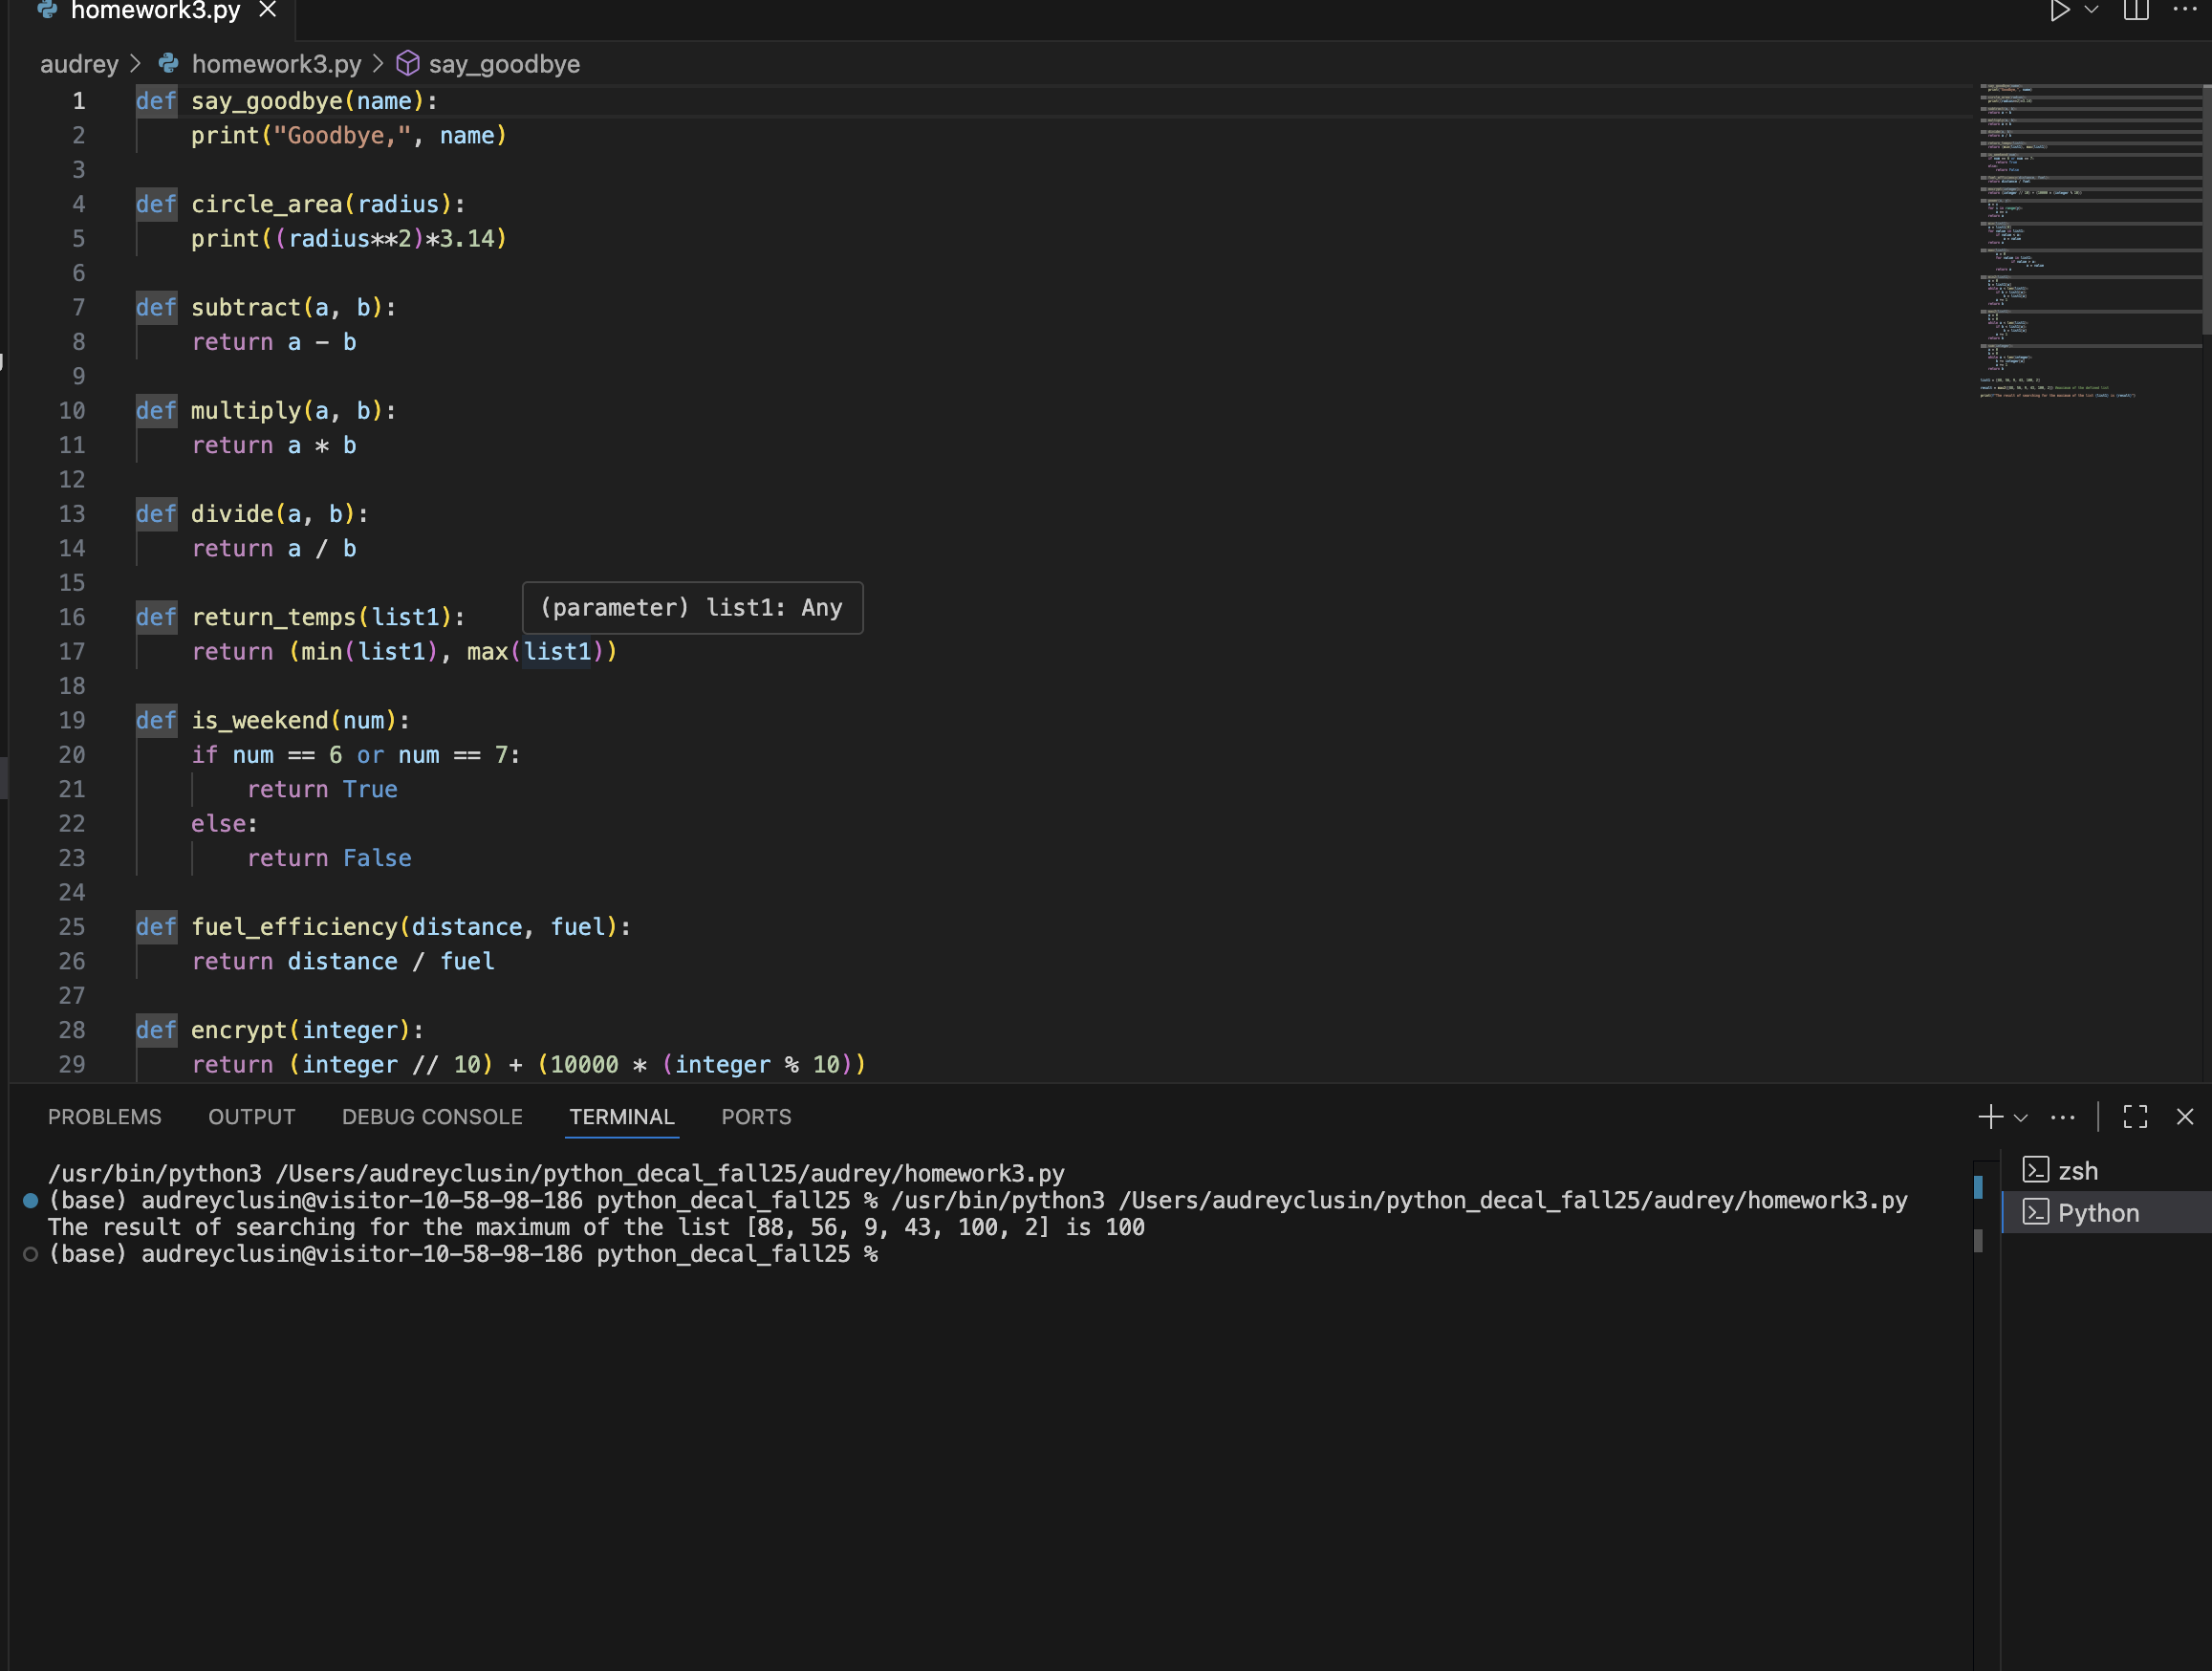 homework3.py
audrey > homework3.py > say_goodbye
1 def say_goodbye(name):
2 print("Goodbye,", name)
3
4 def circle_area(radius):
5 print((radius**2)*3.14)
6
7 def subtract(a, b):
8 return a - b
9
10 def multiply(a, b):
11 return a * b
12
13 def divide(a, b):
14 return a / b
15
(parameter) list1: Any
16 def return_temps(list1):
17 return (min(list1), max(list1))
18
19 def is_weekend(num):
20 if num == 6 or num == 7:
21 return True
22 else:
23 return False
24
25 def fuel_efficiency(distance, fuel):
26 return distance / fuel
27
28 def encrypt(integer):
29 return (integer // 10) + (10000 * (integer % 10))
PROBLEMS OUTPUT DEBUG CONSOLE TERMINAL PORTS
/usr/bin/python3 /Users/audreyclusin/python_decal_fall25/audrey/homework3.py
(base) audreyclusin@visitor-10-58-98-186 python_decal_fall25 % /usr/bin/python3 /Users/audreyclusin/python_decal_fall25/audrey/homework3.py
The result of searching for the maximum of the list [88, 56, 9, 43, 100, 2] is 100
(base) audreyclusin@visitor-10-58-98-186 python_decal_fall25 %
zsh
Python